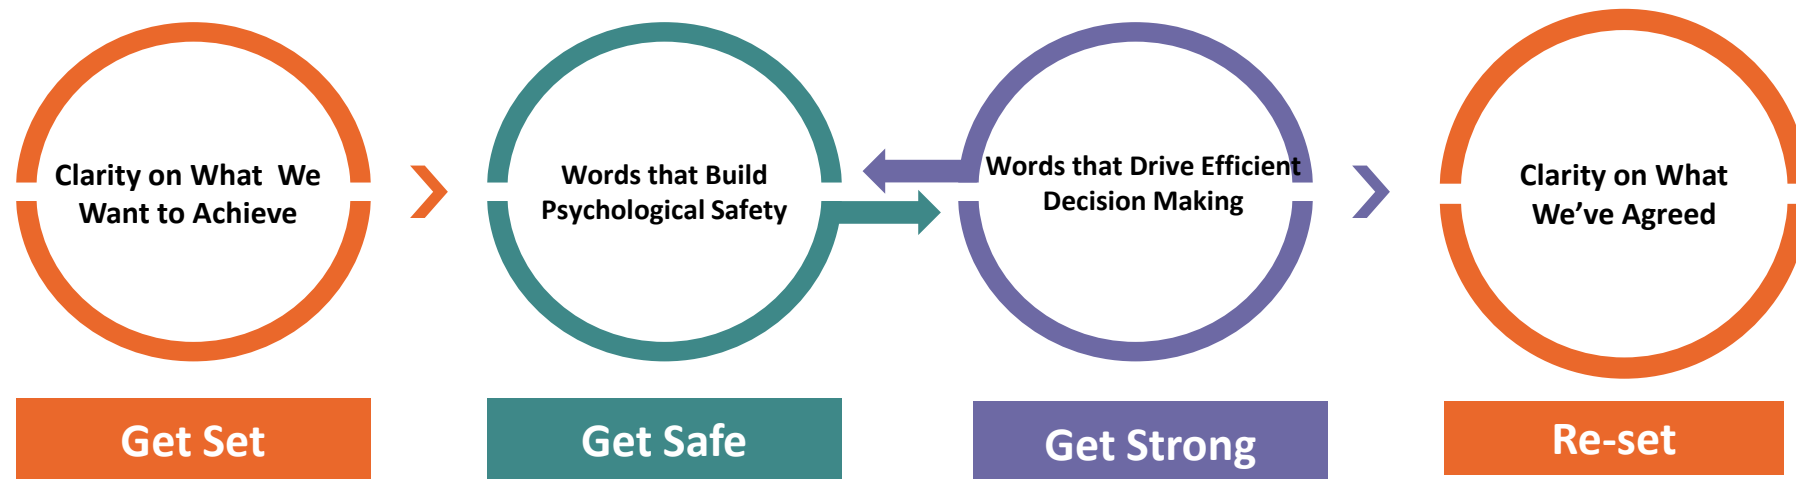 Clarity on What  We
Want to Achieve
Words that Build
Psychological Safety
Words that Drive Efficient
Decision Making
Clarity on What
We’ve Agreed
Get Set
Get Safe
Get Strong
Re-set